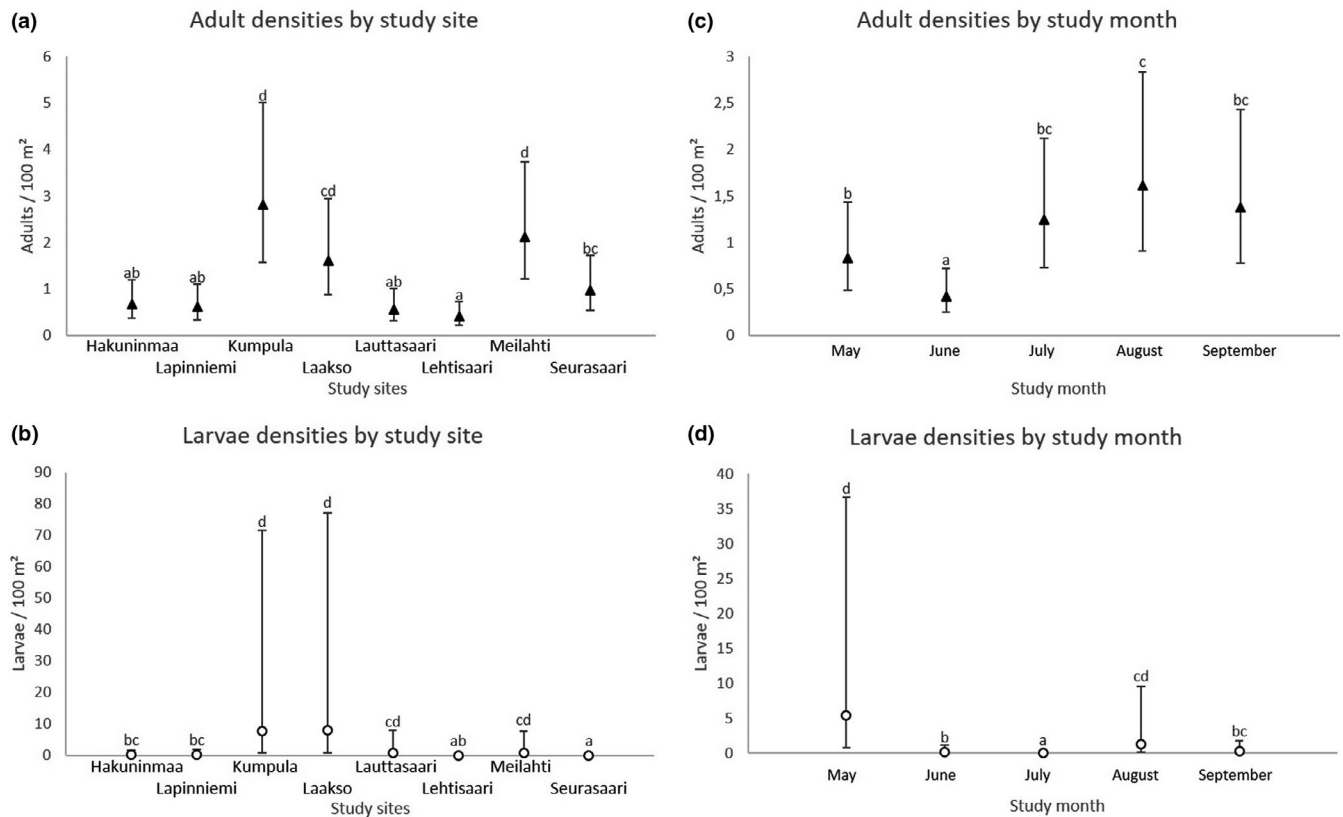 (a) Adult densities by study site
6
5
4
3
2
1
0
Adults / 100 m²
ab ab d cd ab a d bc
Hakuninmaa Kumpula Lauttasaari Meilahti
Lapinniemi Laakso Lehtisaari Seurasaari
Study sites
(c) Adult densities by study month
3
2,5
2
1,5
1
0,5
0
Adults / 100 m²
b a bc c bc
May June July August September
Study month
(b) Larvae densities by study site
90
80
70
60
50
40
30
20
10
0
Larvae / 100 m²
bc bc d d cd ab cd a
Hakuninmaa Kumpula Lauttasaari Meilahti
Lapinniemi Laakso Lehtisaari Seurasaari
Study sites
(d) Larvae densities by study month
40
35
30
25
20
15
10
5
0
Larvae / 100 m²
d b a cd bc
May June July August September
Study month